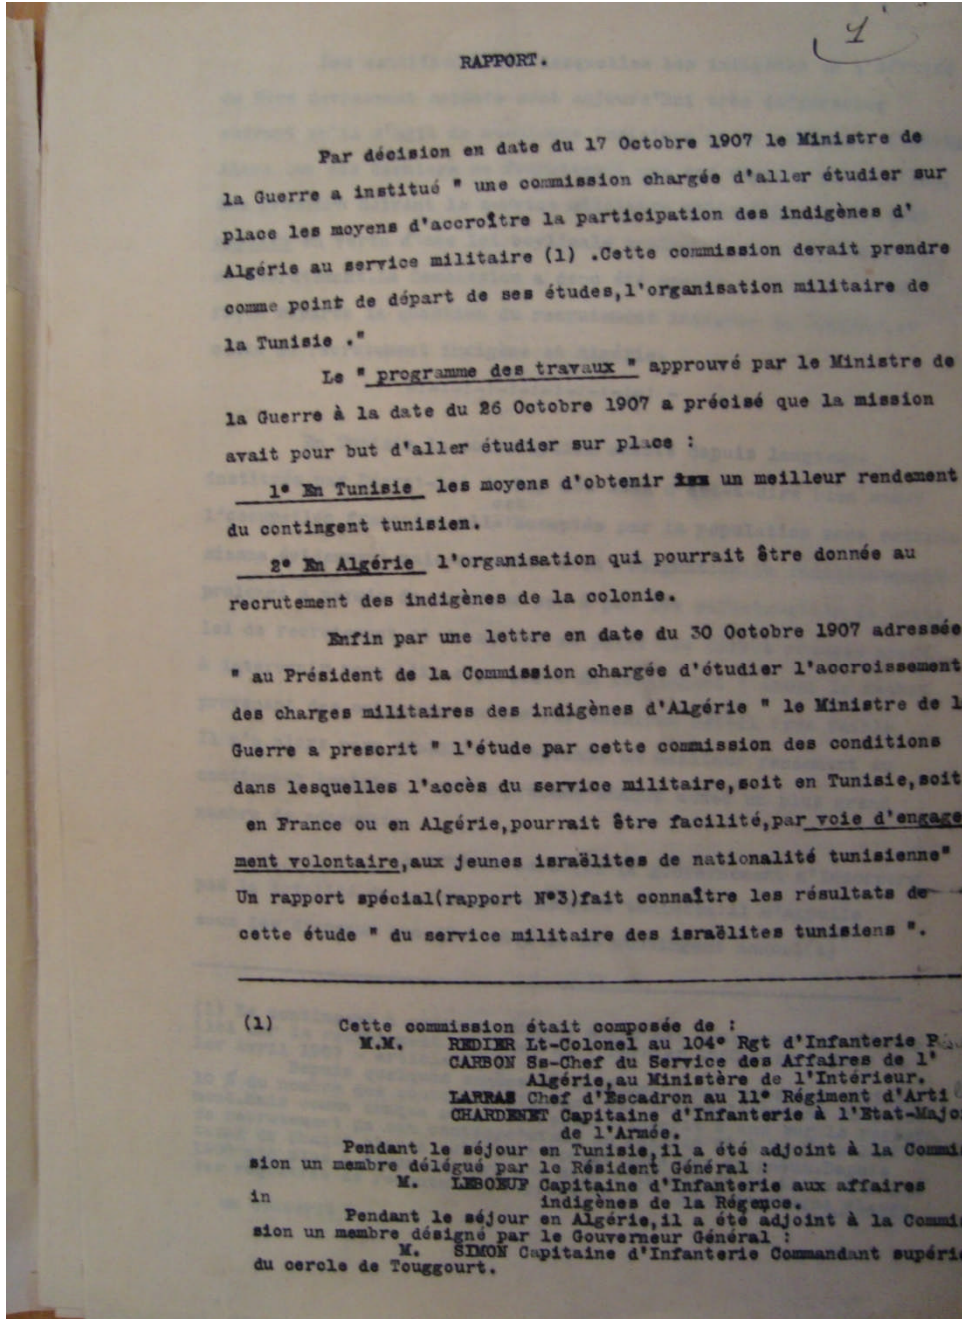 1
RAPPORT.
Par décision en date du 17 Octobre 1907 le Ministre de
la Guerre a institué " une commission chargée d'aller étudier sur
place les moyens d'accroître la participation des indigènes d'
Algérie au service militaire (1) .Cette commission devait prendre
comme point de départ de ses études,l'organisation militaire de
la Tunisie ."
Le " programme des travaux " approuvé par le Ministre de
la Guerre à la date du 26 Octobre 1907 a précisé que la mission
avait pour but d'aller étudier sur place :
1° En Tunisie les moyens d'obtenir un meilleur rendement
du contingent tunisien.
2° En Algérie l'organisation qui pourrait être donnée au
recrutement des indigènes de la colonie.
Enfin par une lettre en date du 30 Octobre 1907 adressée
" au Président de la Commission chargée d'étudier l'accroissement
des charges militaires des indigènes d'Algérie " le Ministre de l
Guerre a prescrit " l'étude par cette commission des conditions
dans lesquelles l'accès du service militaire,soit en Tunisie,soit
en France ou en Algérie,pourrait être facilité,par voie d'engage
ment volontaire,aux jeunes israëlites de nationalité tunisienne"
Un rapport spécial(rapport N°3)fait connaître les résultats de
cette étude " du service militaire des israëlites tunisiens ".
(1) Cette commission était composée de :
M.M. REDIER Lt-Colonel au 104° Rgt d'Infanterie P
CARBON Ss-Chef du Service des Affaires de l'
Algérie,au Ministère de l'Intérieur.
LARRAS Chef d'Escadron au 11° Régiment d'Arti
CHARDENET Capitaine d'Infanterie à l'Etat-Majo
de l'Armée.
Pendant le séjour en Tunisie,il a été adjoint à la Commi
sion un membre délégué par le Résident Général :
M. LEBOEUF Capitaine d'Infanterie aux affaires
in indigènes de la Régence.
Pendant le séjour en Algérie,il a été adjoint à la Commi
sion un membre désigné par le Gouverneur Général :
M. SIMON Capitaine d'Infanterie Commandant supérie
du cercle de Touggourt.